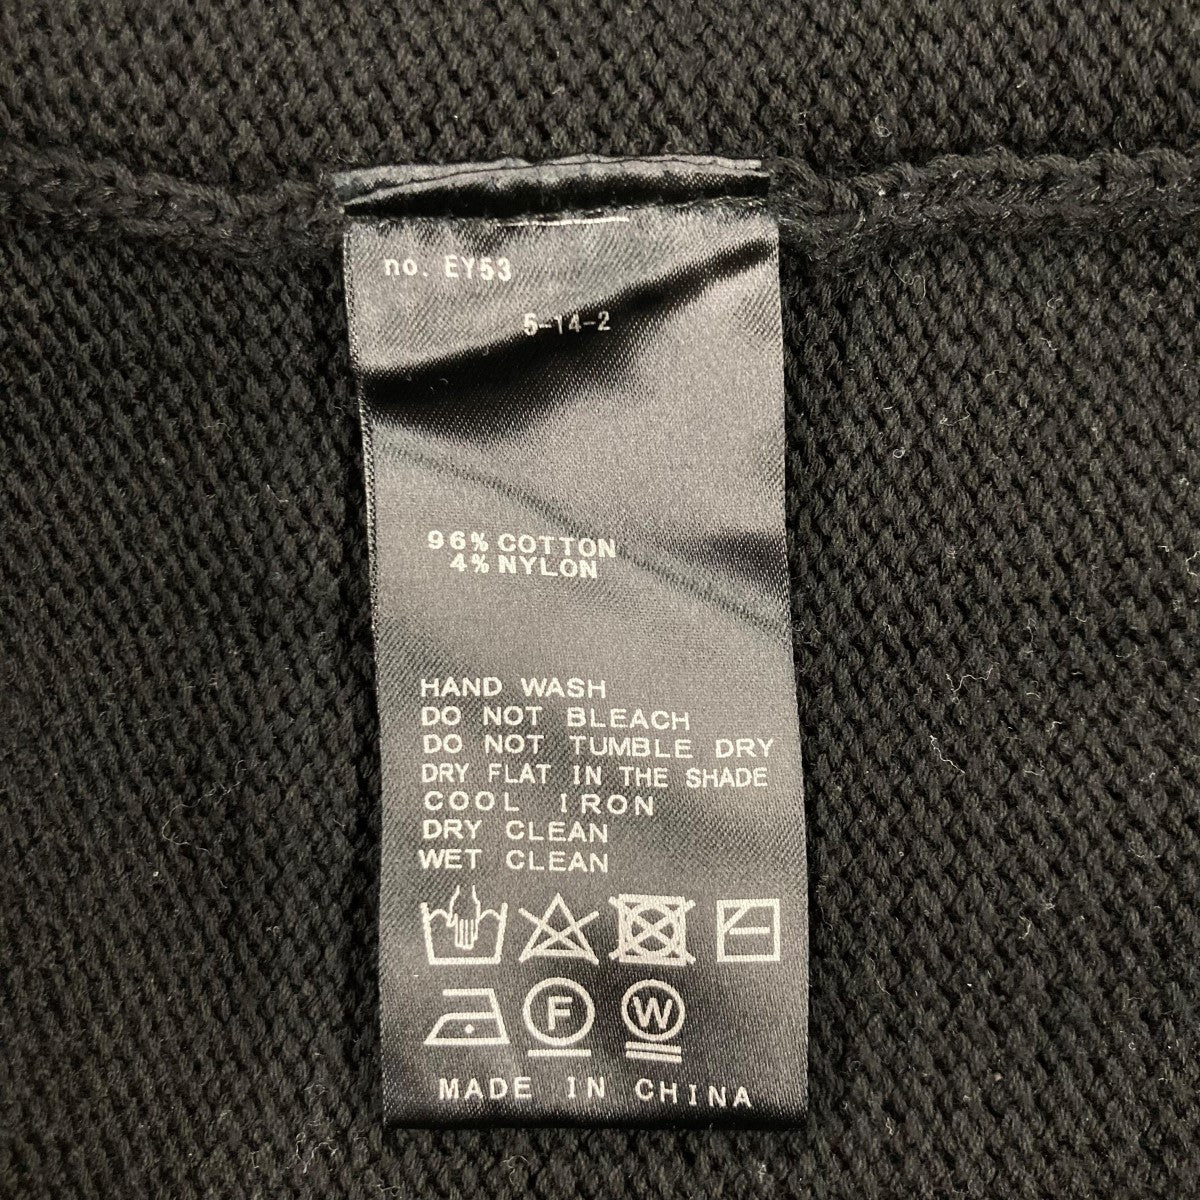 no. EY53
5-14-2
96% COTTON
4% NYLON
HAND WASH
DO NOT BLEACH
DO NOT TUMBLE DRY
DRY FLAT IN THE SHADE
COOL IRON
DRY CLEAN
WET CLEAN
F W
MADE IN CHINA